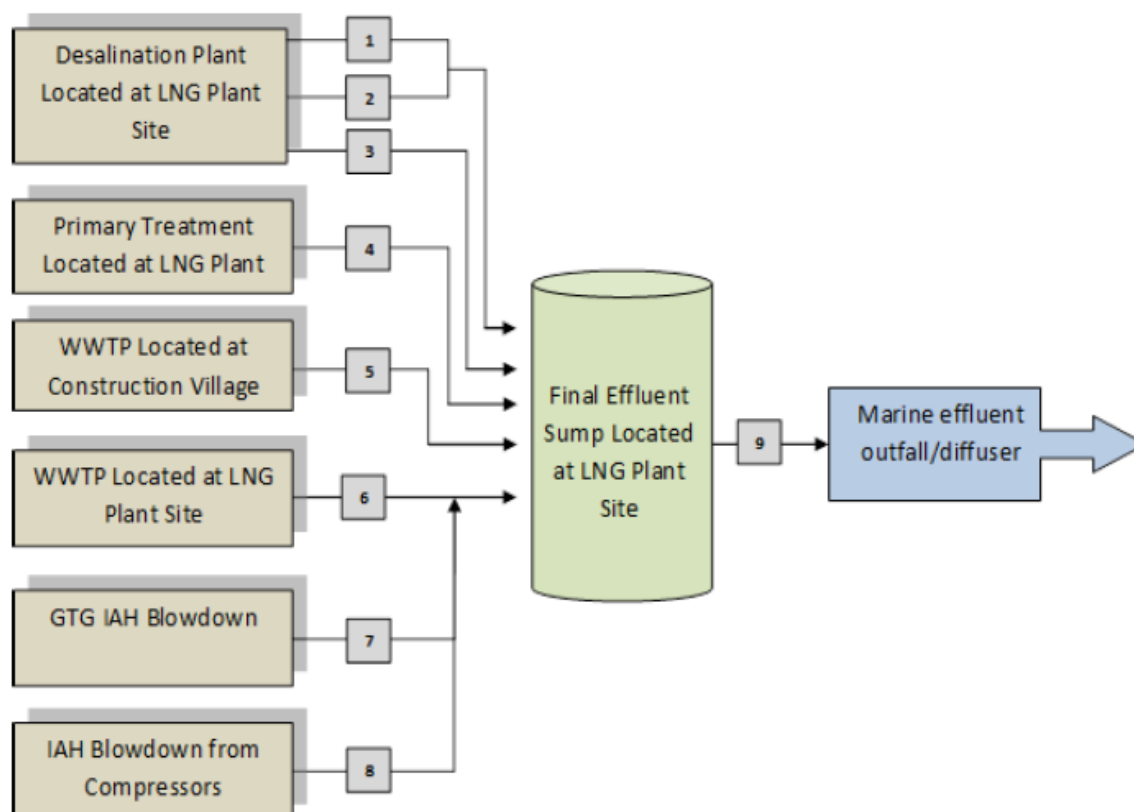 Desalination Plant
Located at LNG Plant
Site
1
2
3
Primary Treatment
Located at LNG Plant
4
WWTP Located at
Construction Village
5
WWTP Located at LNG
Plant Site
6
GTG IAH Blowdown
7
IAH Blowdown from
Compressors
8
Final Effluent
Sump Located
at LNG Plant
Site
9
Marine effluent
outfall/diffuser